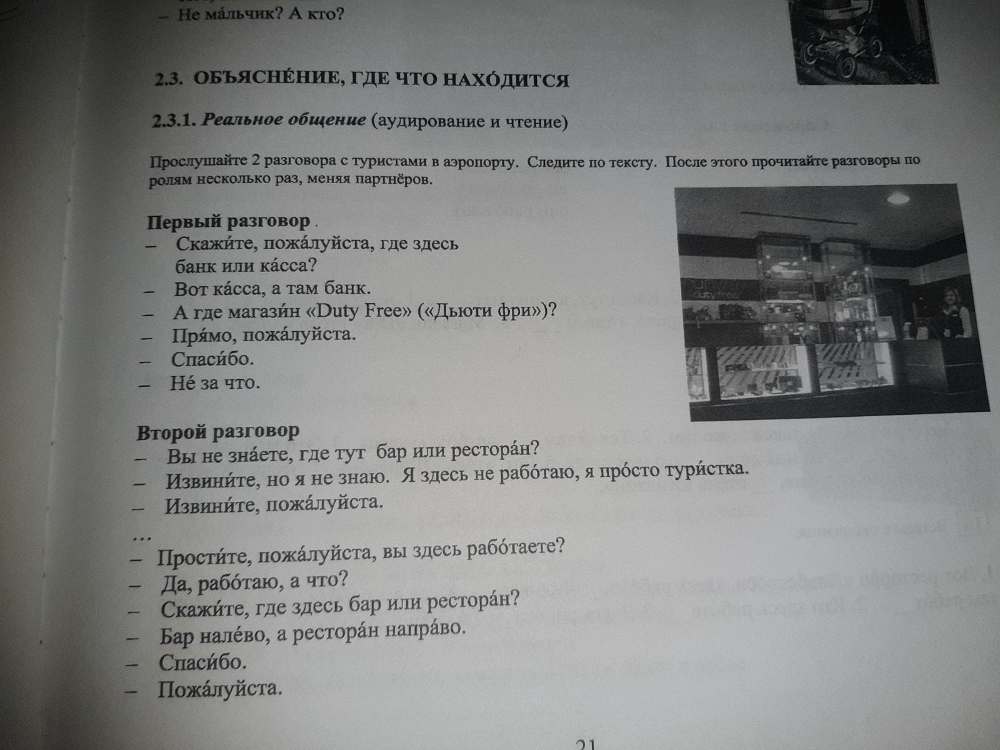 – Не ма́льчик? А кто?
2.3. ОБЪЯСНЕ́НИЕ, ГДЕ ЧТО НАХО́ДИТСЯ
2.3.1. Реальное общение (аудирование и чтение)
Прослушайте 2 разговора с туристами в аэропорту. Следите по тексту. После этого прочитайте разговоры по
ролям несколько раз, меняя партнёров.
Первый разговор .
– Скажи́те, пожа́луйста, где здесь
банк или ка́сса?
– Вот ка́сса, а там банк.
– А где магази́н «Duty Free» («Дьюти фри»)?
– Пря́мо, пожа́луйста.
– Спаси́бо.
– Не́ за что.
duty free
Второй разговор
– Вы не зна́ете, где тут бар или рестора́н?
– Извини́те, но я не знаю. Я здесь не рабо́таю, я про́сто тури́стка.
– Извини́те, пожа́луйста.
...
– Прости́те, пожа́луйста, вы здесь рабо́таете?
– Да, рабо́таю, а что?
– Скажи́те, где здесь бар или рестора́н?
– Бар нале́во, а рестора́н напра́во.
– Спаси́бо.
– Пожа́луйста.
21